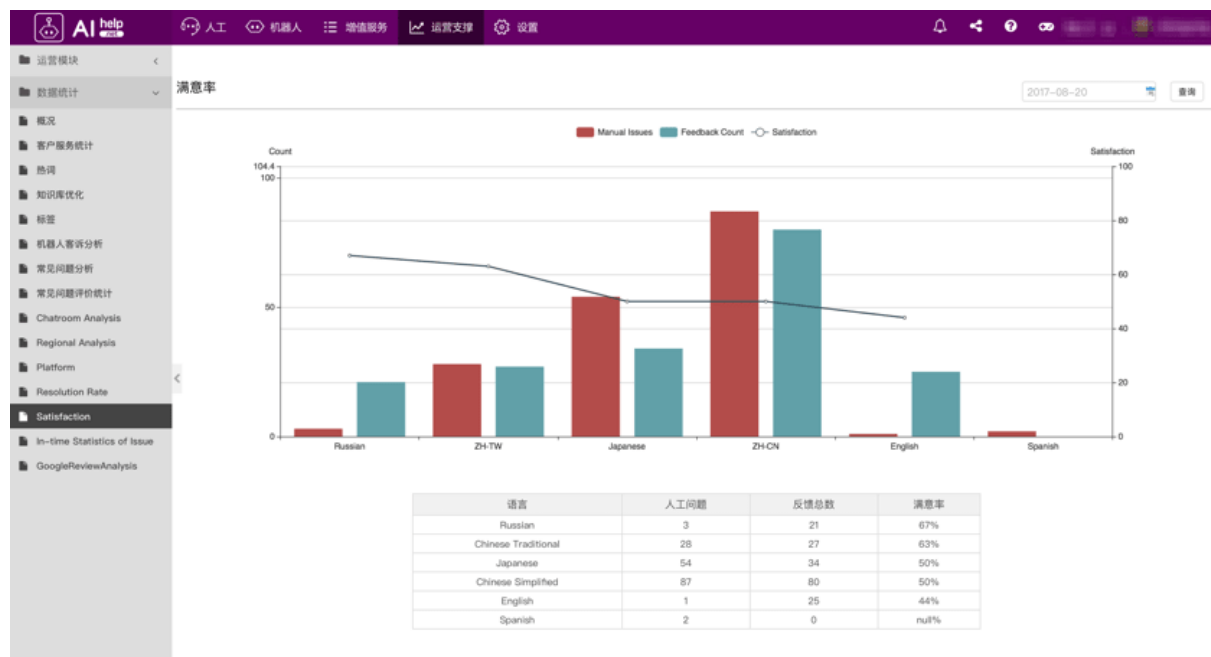 AI help .net
人工
机器人
增值服务
运营支撑
设置
运营模块
数据统计
概况
客户服务统计
热词
知识库优化
标签
机器人客诉分析
常见问题分析
常见问题评价统计
Chatroom Analysis
Regional Analysis
Platform
Resolution Rate
Satisfaction
In-time Statistics of Issue
GoogleReviewAnalysis
满意率
2017-08-20
查询
Manual Issues Feedback Count Satisfaction
Count
Satisfaction
104.4
100
50
0
100
80
60
40
20
0
Russian ZH-TW Japanese ZH-CN English Spanish
语言 人工问题 反馈总数 满意率
Russian 3 21 67%
Chinese Traditional 28 27 63%
Japanese 54 34 50%
Chinese Simplified 87 80 50%
English 1 25 44%
Spanish 2 0 null%